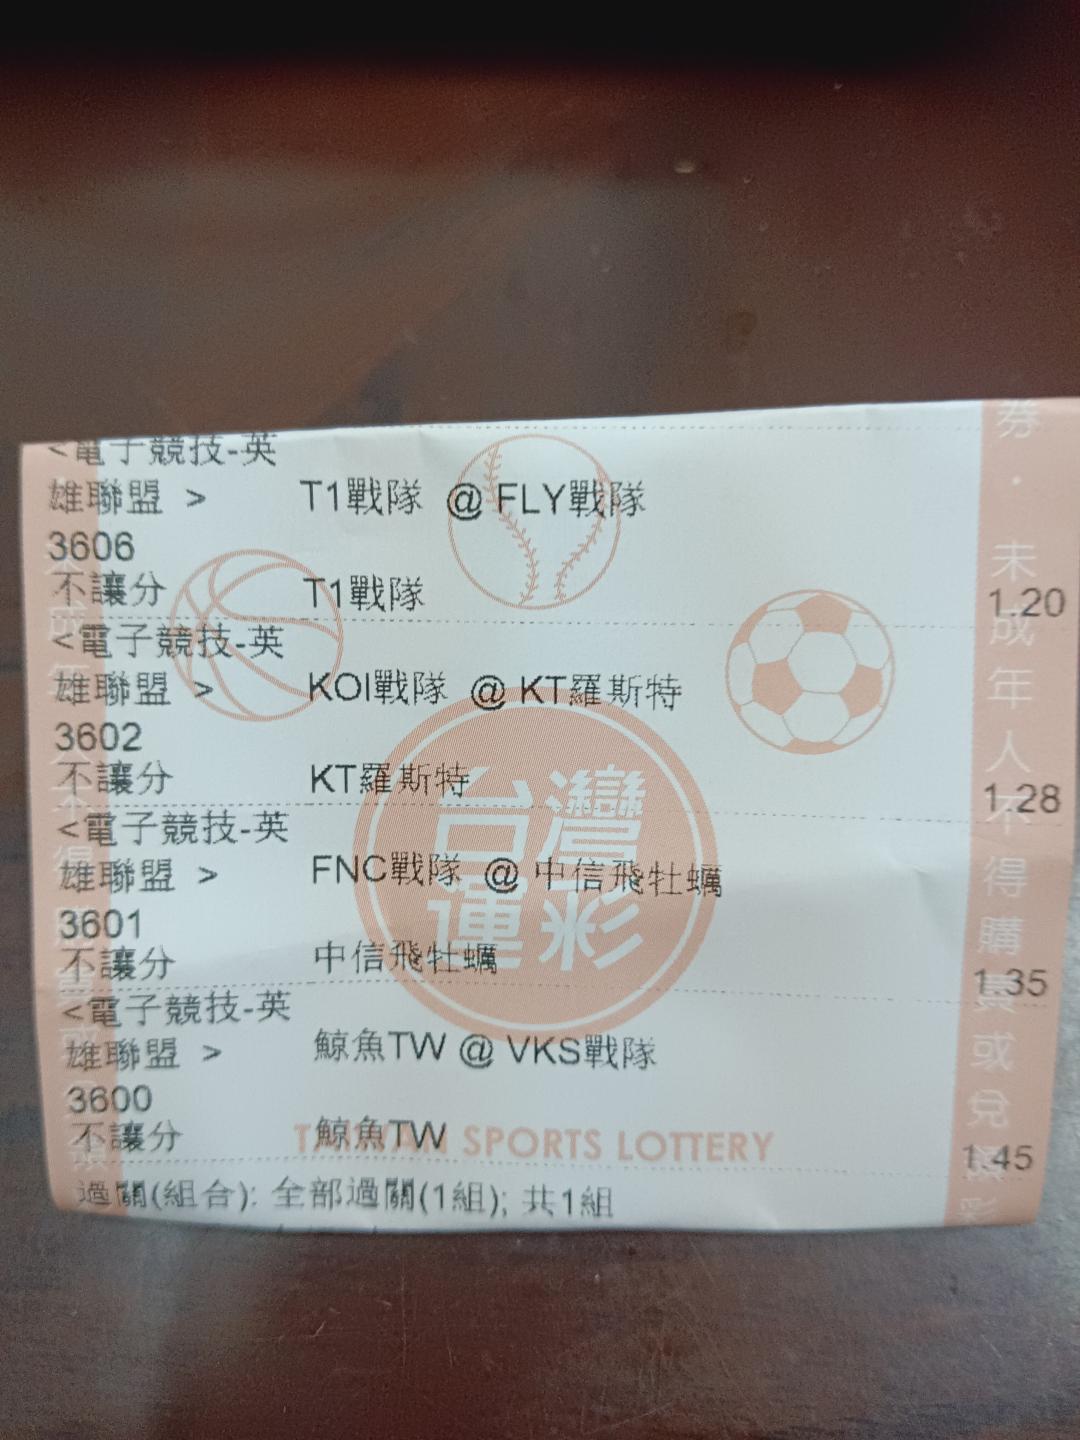 <電子競技-英
雄聯盟 > T1戰隊 @ FLY戰隊
3606
不讓分 T1戰隊 1.20
<電子競技-英
雄聯盟 > KOI戰隊 @ KT羅斯特
3602
不讓分 KT羅斯特 1.28
<電子競技-英
雄聯盟 > FNC戰隊 @ 中信飛牡蠣
3601
不讓分 中信飛牡蠣 1.35
<電子競技-英
雄聯盟 > 鯨魚TW @ VKS戰隊
3600
不讓分 鯨魚TW 1.45
過關(組合): 全部過關(1組); 共1組
台灣
運彩
TAIWAN SPORTS LOTTERY
券・未成年人不得購買或兌換彩